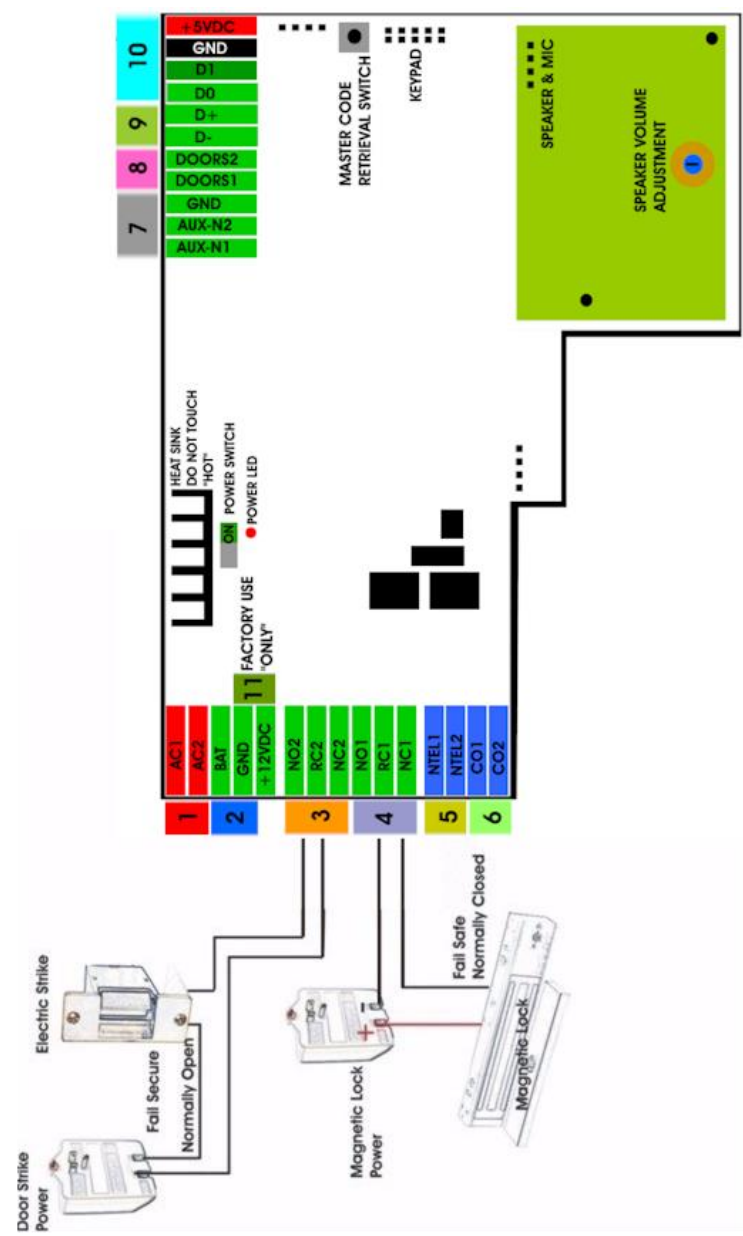 10
+5VDC
GND
D1
D0
9
D+
D-
8
DOORS2
DOORS1
7
GND
AUX-N2
AUX-N1
MASTER CODE
RETRIEVAL SWITCH
KEYPAD
SPEAKER & MIC
SPEAKER VOLUME
ADJUSTMENT
HEAT SINK
DO NOT TOUCH
"HOT"
ON
POWER SWITCH
POWER LED
11
FACTORY USE
"ONLY"
AC1
AC2
BAT
GND
+12VDC
NO2
RC2
NC2
NO1
RC1
NC1
NTEL1
NTEL2
CO1
CO2
1
2
3
4
5
6
Electric Strike
Fail Secure
Normally Open
Door Strike
Power
Fail Safe
Normally Closed
+
-
Magnetic Lock
Power
Magnetic Lock